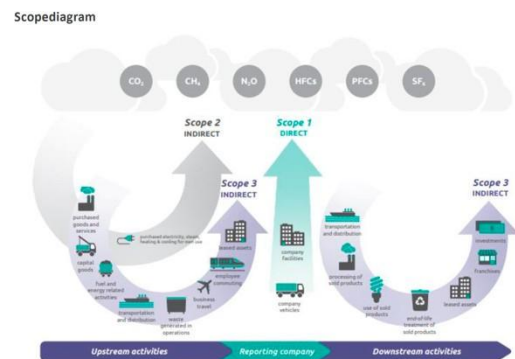 Scopediagram
CO₂
CH₄
N₂O
HFCs
PFCs
SF₆
Scope 2
INDIRECT
Scope 1
DIRECT
Scope 3
INDIRECT
Scope 3
INDIRECT
purchased
goods and
services
capital
goods
fuel and
energy related
activities
transportation
and distribution
waste
generated in
operations
business
travel
employee
commuting
leased assets
purchased electricity, steam,
heating & cooling for own use
company
facilities
company
vehicles
transportation
and distribution
processing of
sold products
use of sold
products
end-of-life
treatment of
sold products
leased assets
franchises
investments
Upstream activities
Reporting company
Downstream activities